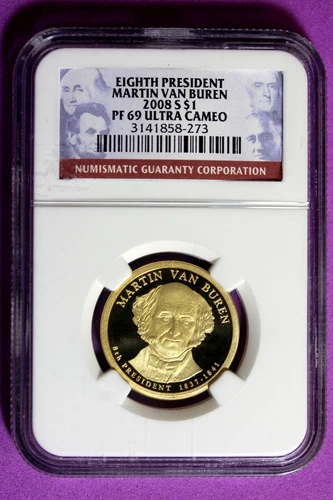 EIGHTH PRESIDENT
MARTIN VAN BUREN
2008 S $1
PF 69 ULTRA CAMEO
3141858-273
NUMISMATIC GUARANTY CORPORATION
MARTIN VAN BUREN
8th PRESIDENT 1837-1841